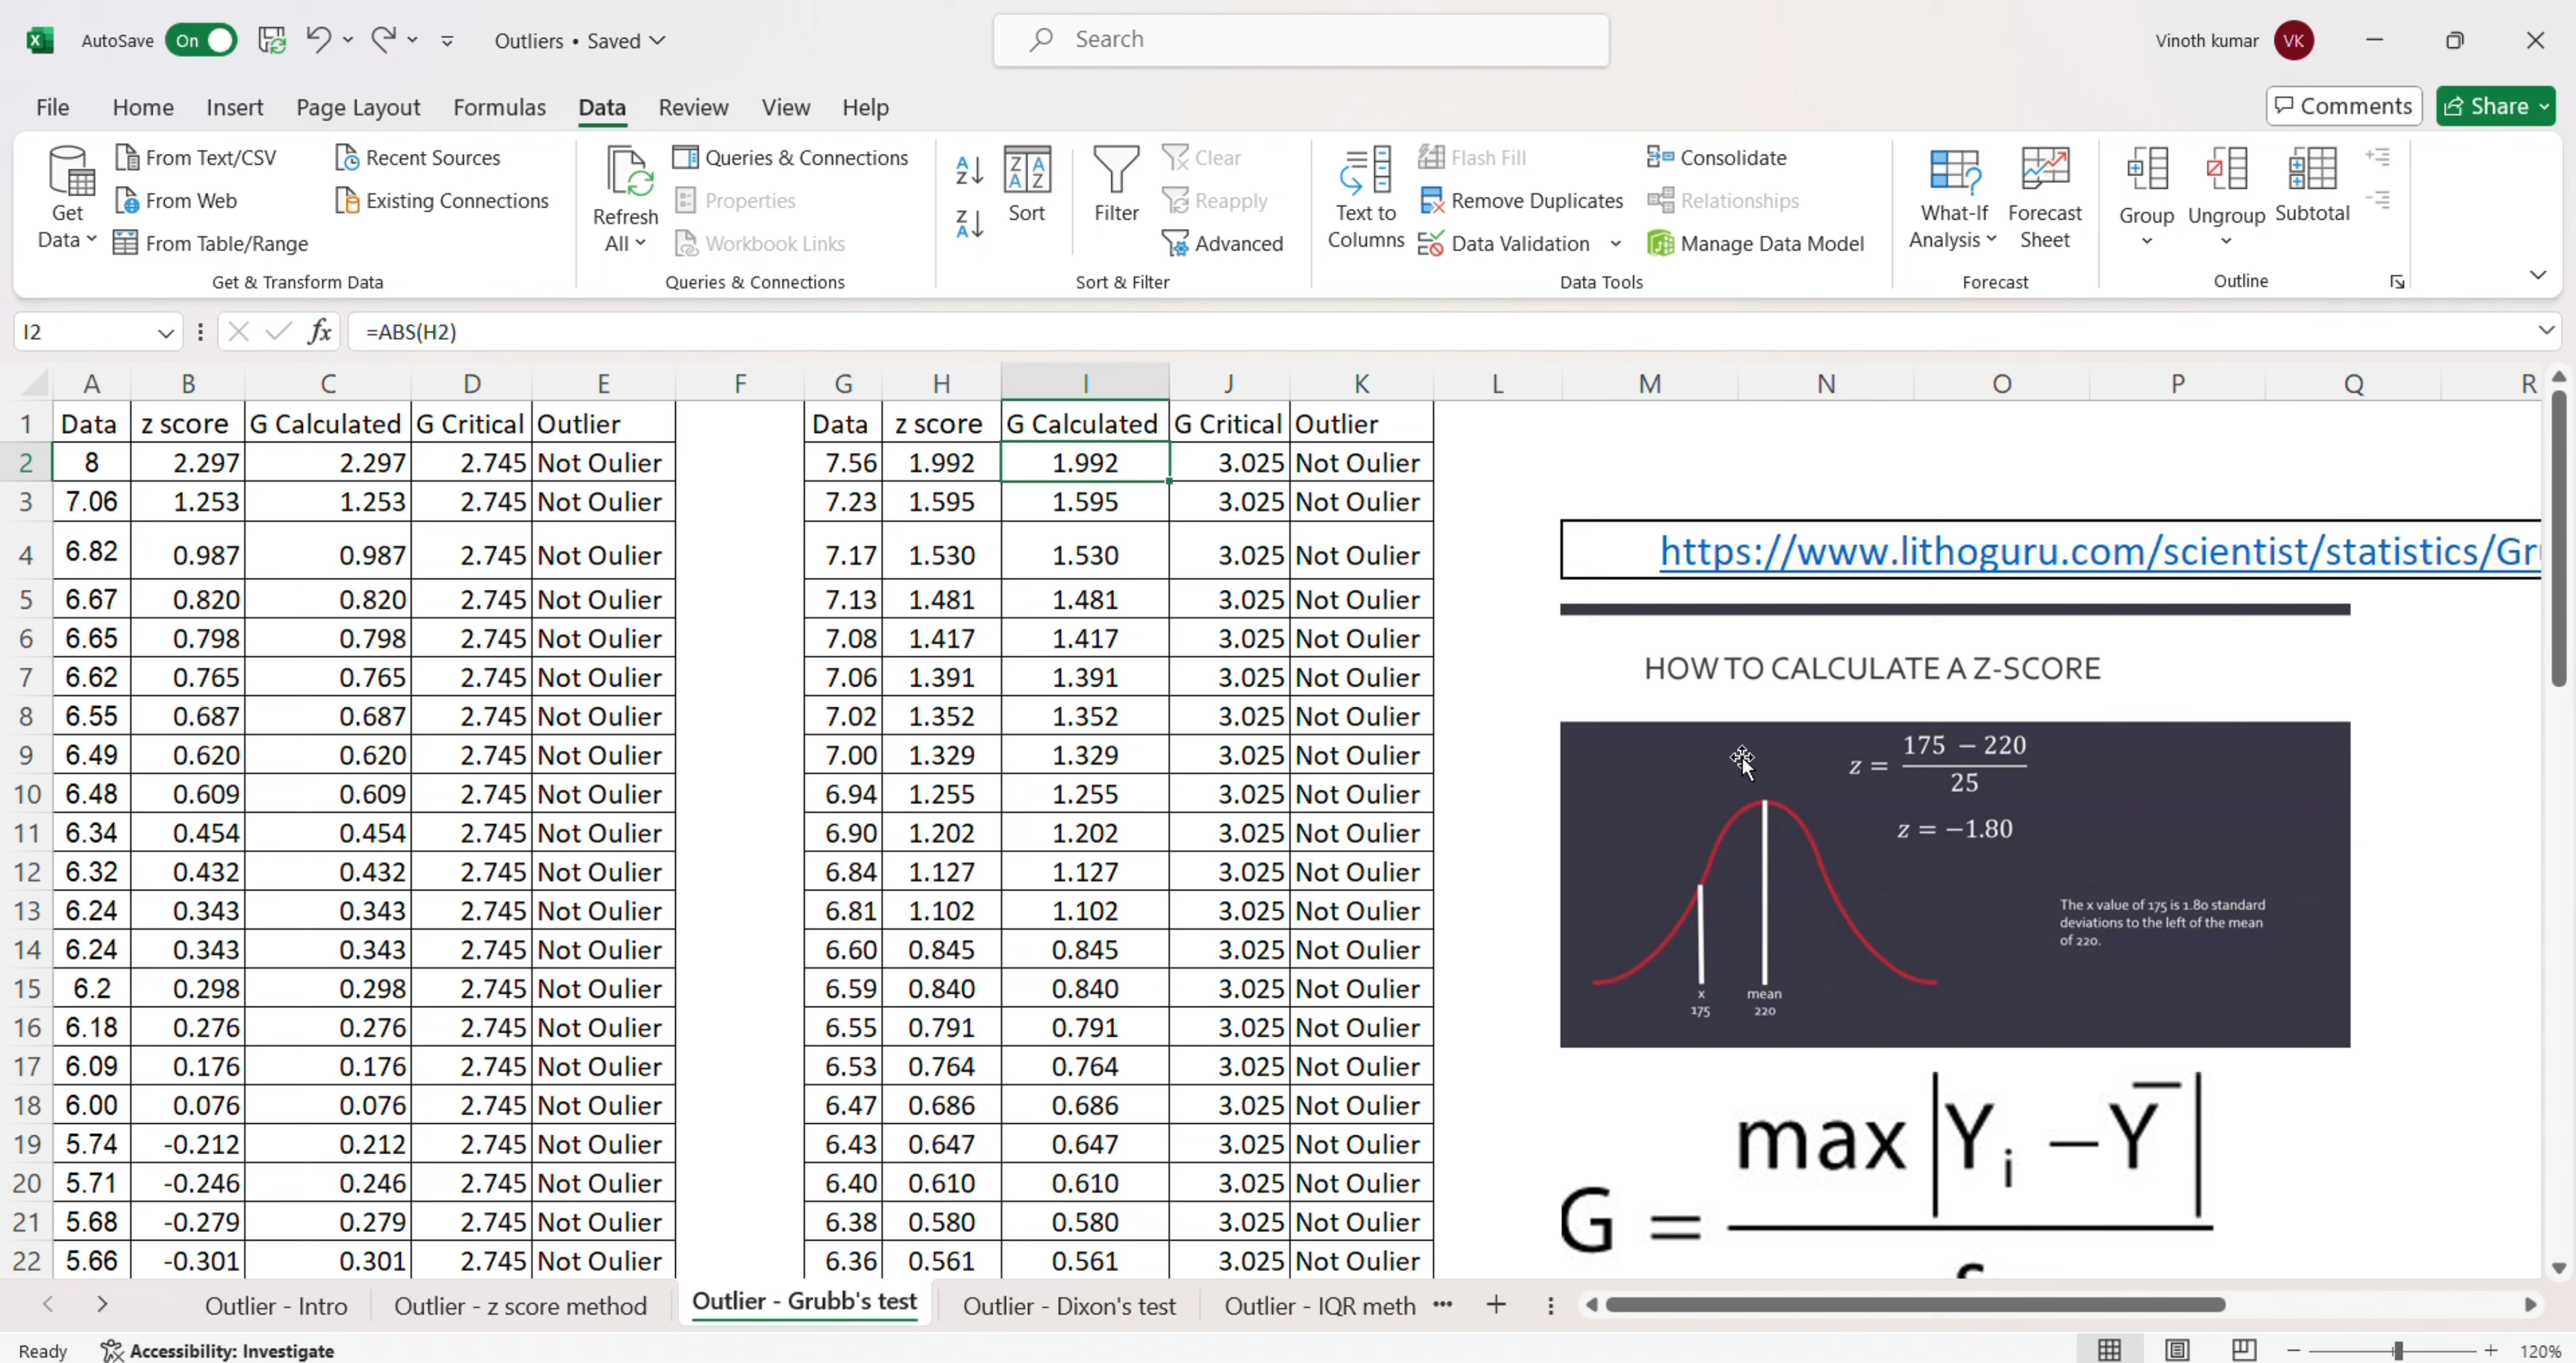 AutoSave On Outliers • Saved Search Vinoth kumar VK
File Home Insert Page Layout Formulas Data Review View Help Comments Share
Get Data
From Text/CSV
From Web
From Table/Range
Recent Sources
Existing Connections
Get & Transform Data
Refresh All
Queries & Connections
Properties
Workbook Links
Queries & Connections
Sort
Filter
Clear
Reapply
Advanced
Sort & Filter
Text to Columns
Flash Fill
Remove Duplicates
Data Validation
Consolidate
Relationships
Manage Data Model
Data Tools
What-If Analysis
Forecast Sheet
Forecast
Group
Ungroup
Subtotal
Outline
I2 fx =ABS(H2)
A B C D E F G H I J K L M N O P Q R
1 Data z score G Calculated G Critical Outlier Data z score G Calculated G Critical Outlier
2 8 2.297 2.297 2.745 Not Oulier 7.56 1.992 1.992 3.025 Not Oulier
3 7.06 1.253 1.253 2.745 Not Oulier 7.23 1.595 1.595 3.025 Not Oulier
4 6.82 0.987 0.987 2.745 Not Oulier 7.17 1.530 1.530 3.025 Not Oulier
5 6.67 0.820 0.820 2.745 Not Oulier 7.13 1.481 1.481 3.025 Not Oulier
6 6.65 0.798 0.798 2.745 Not Oulier 7.08 1.417 1.417 3.025 Not Oulier
7 6.62 0.765 0.765 2.745 Not Oulier 7.06 1.391 1.391 3.025 Not Oulier
8 6.55 0.687 0.687 2.745 Not Oulier 7.02 1.352 1.352 3.025 Not Oulier
9 6.49 0.620 0.620 2.745 Not Oulier 7.00 1.329 1.329 3.025 Not Oulier
10 6.48 0.609 0.609 2.745 Not Oulier 6.94 1.255 1.255 3.025 Not Oulier
11 6.34 0.454 0.454 2.745 Not Oulier 6.90 1.202 1.202 3.025 Not Oulier
12 6.32 0.432 0.432 2.745 Not Oulier 6.84 1.127 1.127 3.025 Not Oulier
13 6.24 0.343 0.343 2.745 Not Oulier 6.81 1.102 1.102 3.025 Not Oulier
14 6.24 0.343 0.343 2.745 Not Oulier 6.60 0.845 0.845 3.025 Not Oulier
15 6.2 0.298 0.298 2.745 Not Oulier 6.59 0.840 0.840 3.025 Not Oulier
16 6.18 0.276 0.276 2.745 Not Oulier 6.55 0.791 0.791 3.025 Not Oulier
17 6.09 0.176 0.176 2.745 Not Oulier 6.53 0.764 0.764 3.025 Not Oulier
18 6.00 0.076 0.076 2.745 Not Oulier 6.47 0.686 0.686 3.025 Not Oulier
19 5.74 -0.212 0.212 2.745 Not Oulier 6.43 0.647 0.647 3.025 Not Oulier
20 5.71 -0.246 0.246 2.745 Not Oulier 6.40 0.610 0.610 3.025 Not Oulier
21 5.68 -0.279 0.279 2.745 Not Oulier 6.38 0.580 0.580 3.025 Not Oulier
22 5.66 -0.301 0.301 2.745 Not Oulier 6.36 0.561 0.561 3.025 Not Oulier
https://www.lithoguru.com/scientist/statistics/Gr
HOW TO CALCULATE A Z-SCORE
z = (175 − 220) / 25
z = −1.80
The x value of 175 is 1.80 standard
deviations to the left of the mean
of 220.
x mean
175 220
G = max |Yi − Ȳ|
Outlier - Intro Outlier - z score method Outlier - Grubb's test Outlier - Dixon's test Outlier - IQR meth
Ready Accessibility: Investigate 120%